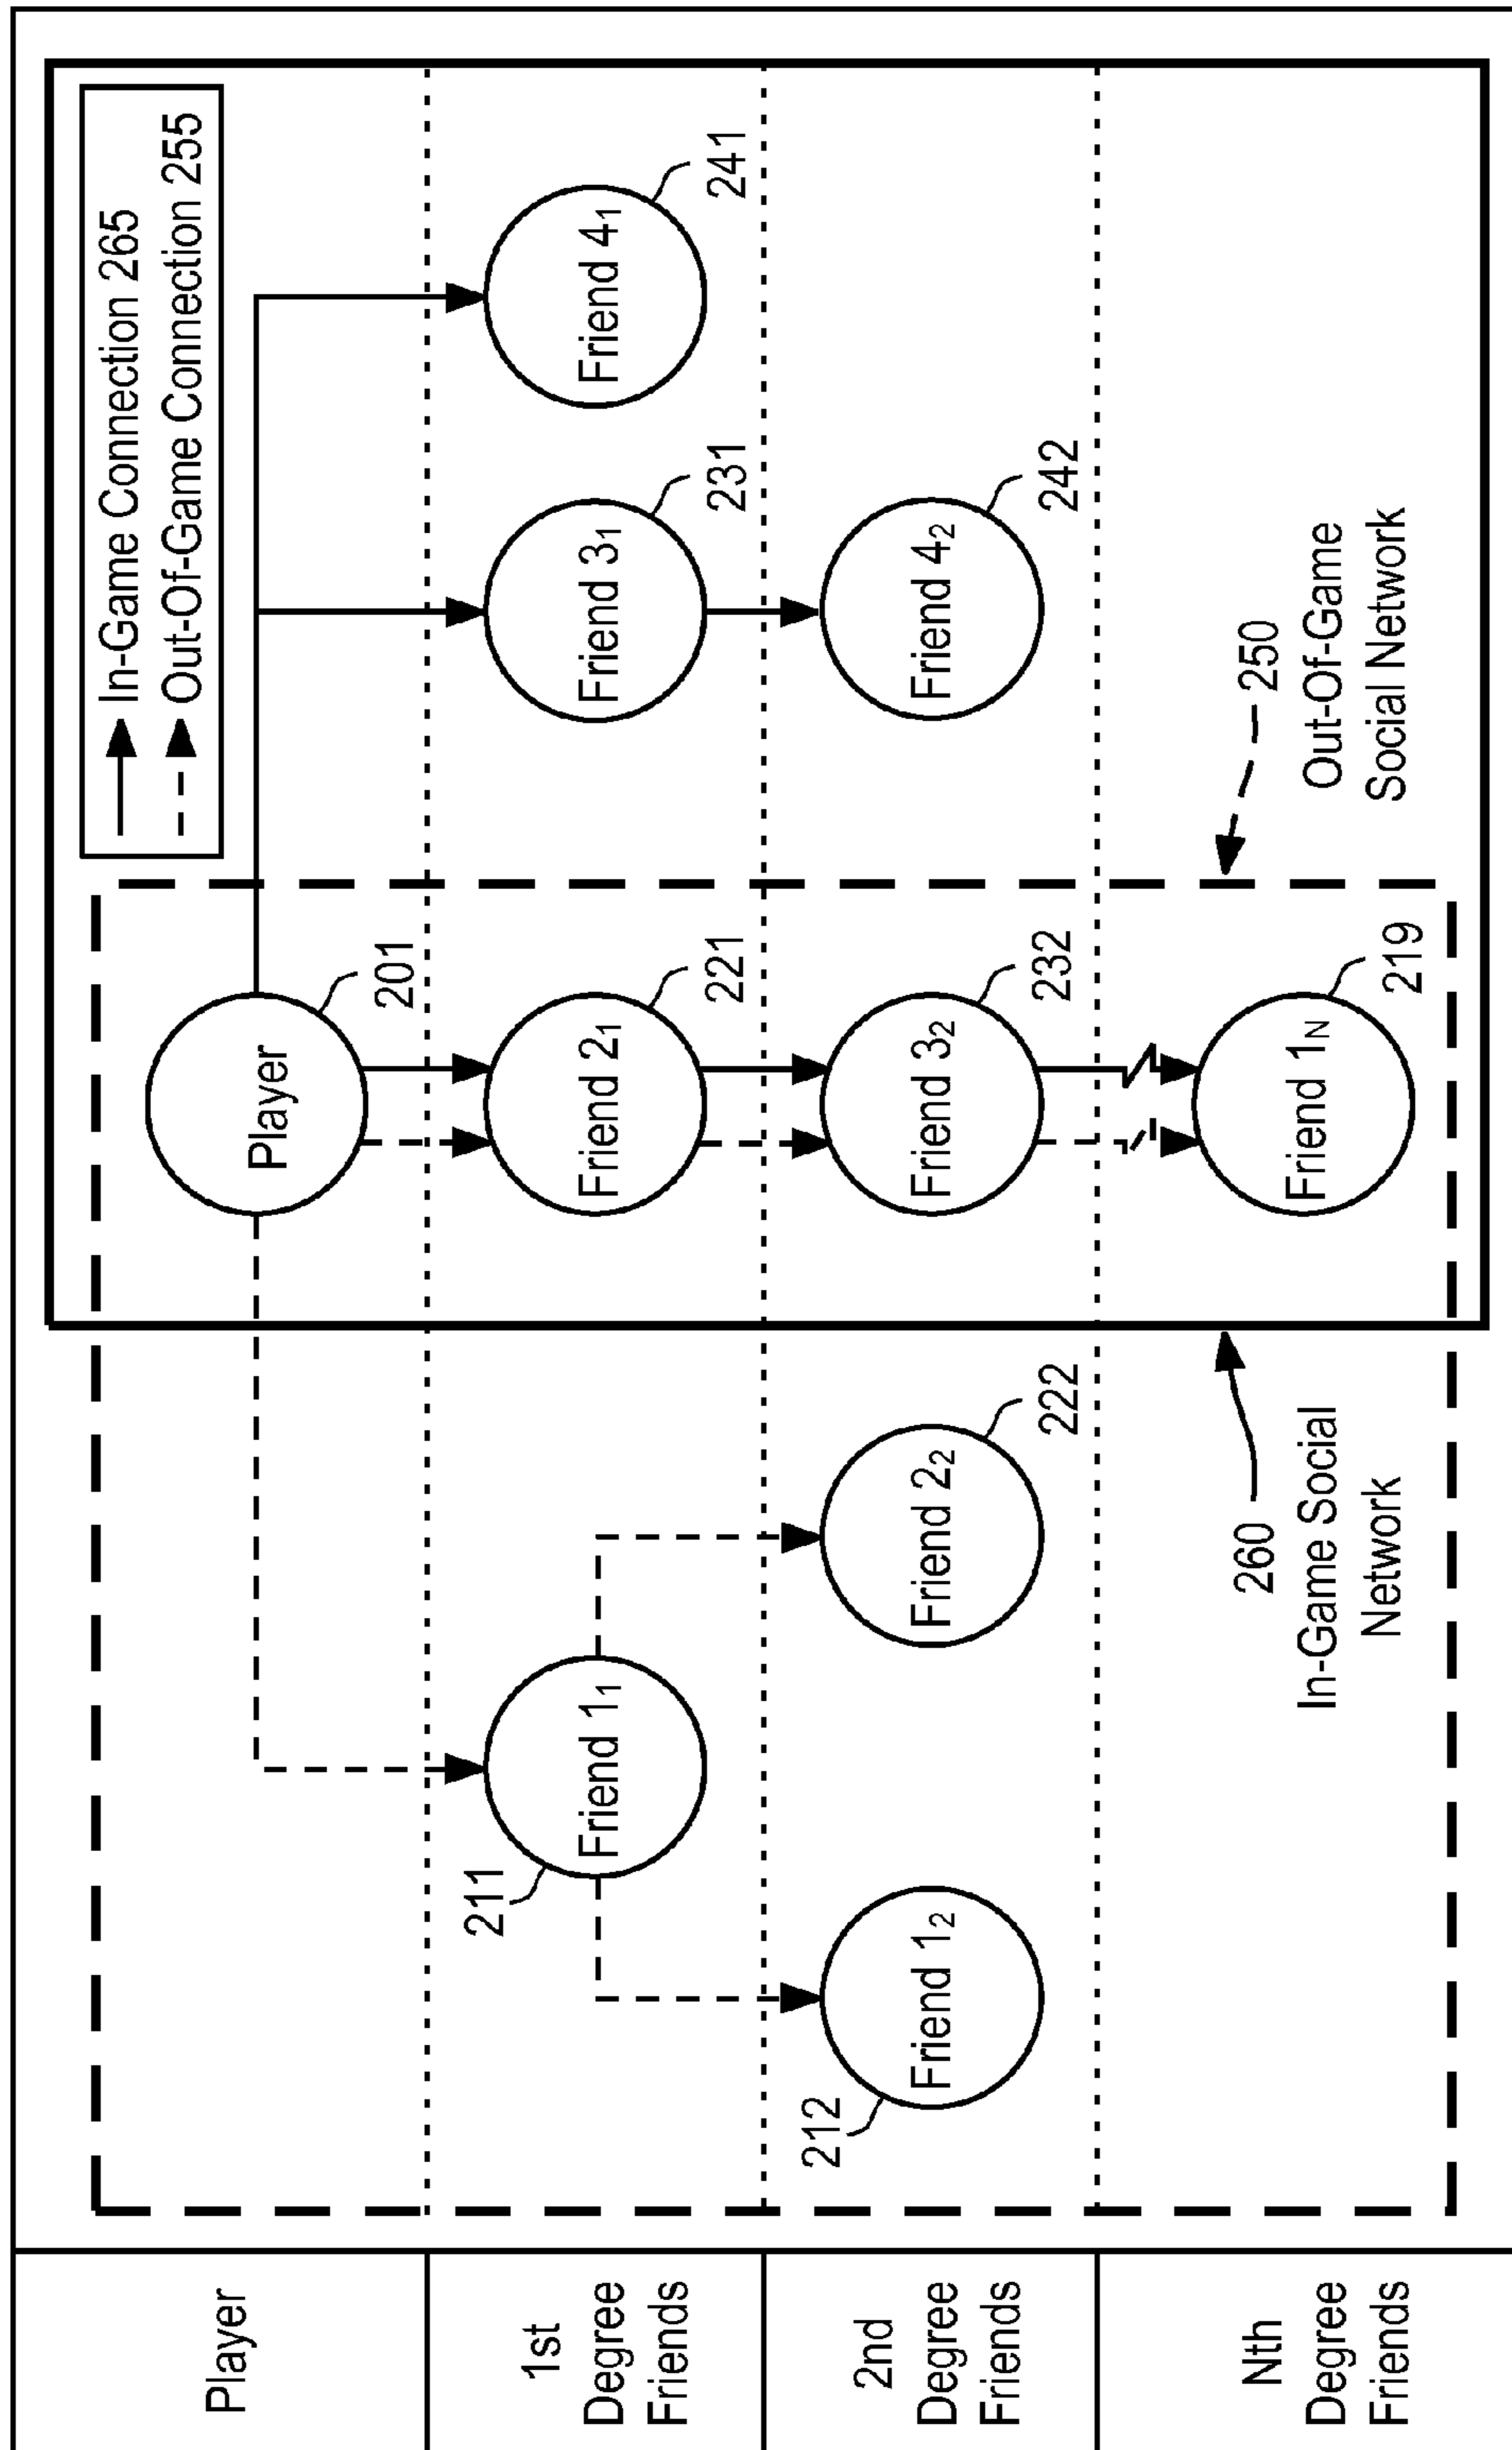 In-Game Connection 265
Out-Of-Game Connection 255
Player
Player
201
1st
Degree
Friends
211
Friend 1₁
Friend 2₁
221
Friend 3₁
231
Friend 4₁
241
2nd
Degree
Friends
212
Friend 1₂
Friend 2₂
222
Friend 3₂
232
Friend 4₂
242
Nth
Degree
Friends
260
In-Game Social
Network
Friend 1N
219
250
Out-Of-Game
Social Network